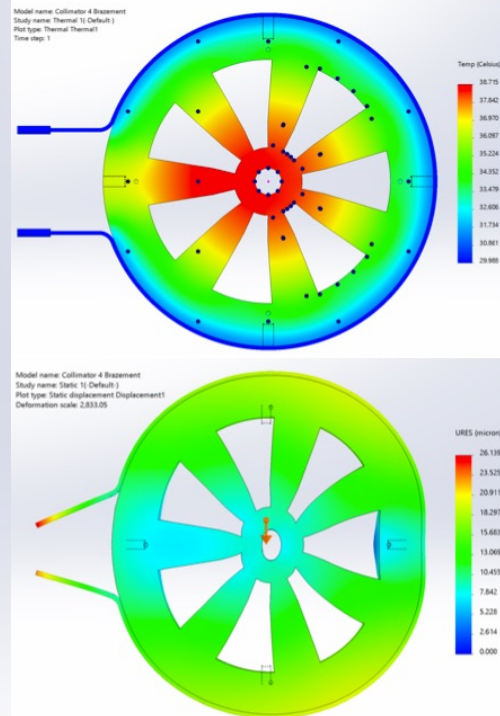 Model name: Collimator 4 Brazement
Study name: Thermal 1(-Default-)
Plot type: Thermal Thermal1
Time step: 1
Temp (Celsius)
38.715
37.842
36.970
36.097
35.224
34.352
33.479
32.606
31.734
30.861
29.988
Model name: Collimator 4 Brazement
Study name: Static 1(-Default-)
Plot type: Static displacement Displacement1
Deformation scale: 2,833.05
URES (micron)
26.139
23.525
20.911
18.297
15.683
13.069
10.455
7.842
5.228
2.614
0.000